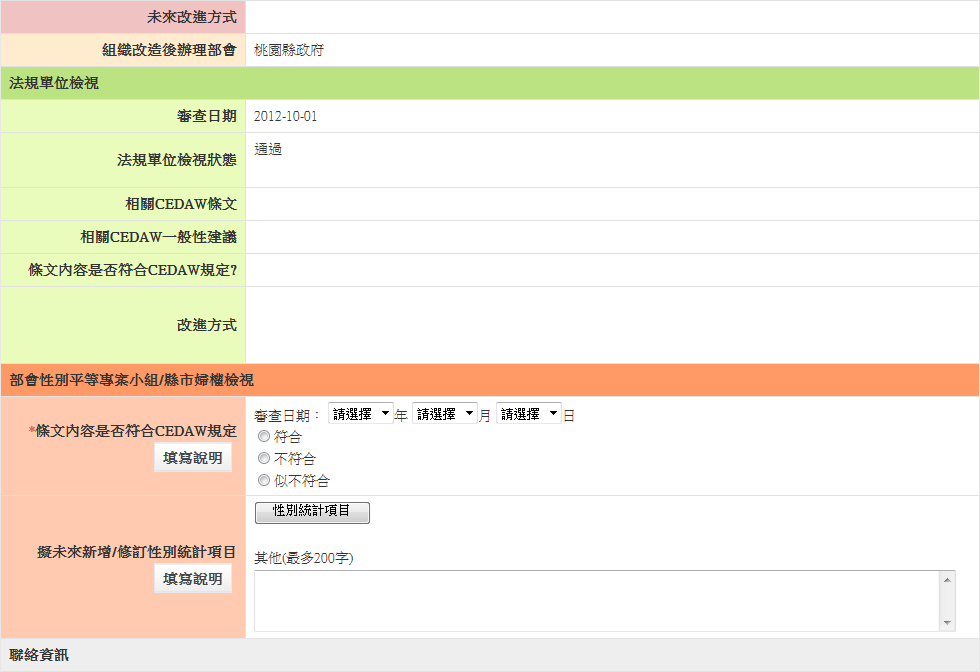 未來改進方式
組織改造後辦理部會 桃園縣政府
法規單位檢視
審查日期 2012-10-01
法規單位檢視狀態 通過
相關CEDAW條文
相關CEDAW一般性建議
條文內容是否符合CEDAW規定?
改進方式
部會性別平等專案小組/縣市婦權檢視
*條文內容是否符合CEDAW規定
填寫說明
審查日期： 請選擇 年 請選擇 月 請選擇 日
符合
不符合
似不符合
擬未來新增/修訂性別統計項目
填寫說明
性別統計項目
其他(最多200字)
聯絡資訊